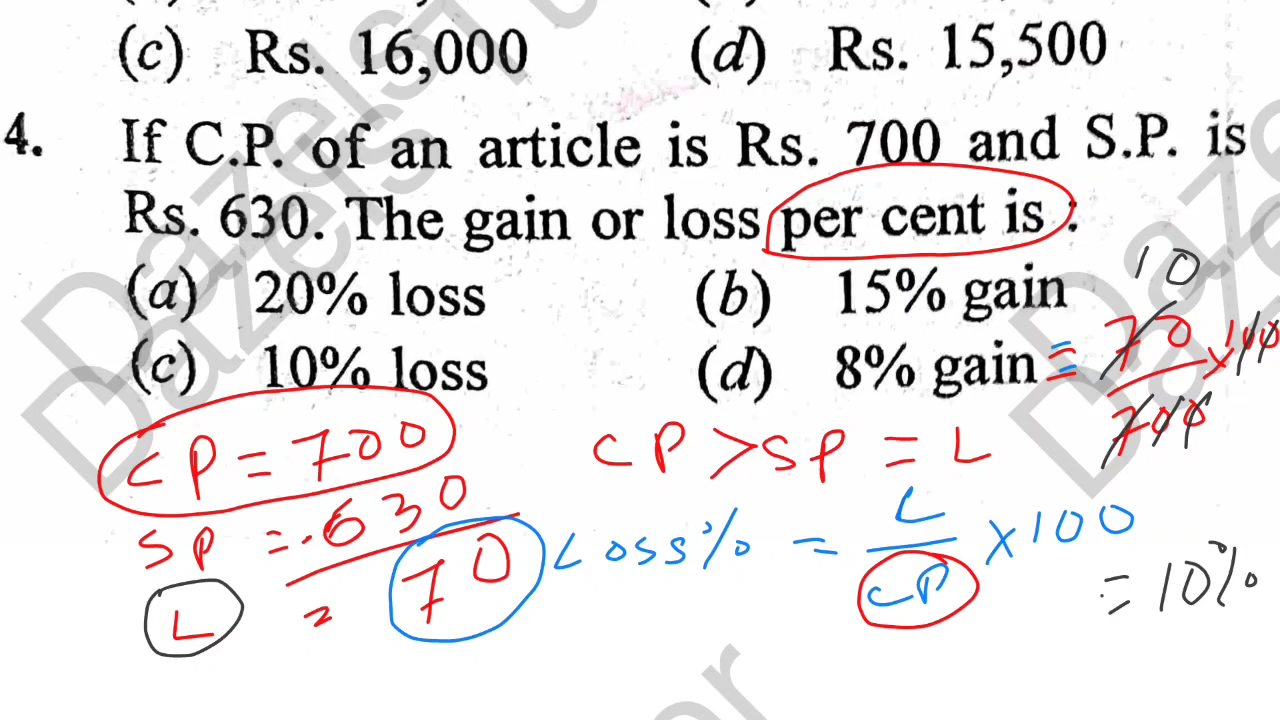 (c) Rs. 16,000 (d) Rs. 15,500
4. If C.P. of an article is Rs. 700 and S.P. is
Rs. 630. The gain or loss per cent is :
(a) 20% loss (b) 15% gain
(c) 10% loss (d) 8% gain
= 70/700 × 100
10
CP = 700
CP > SP = L
SP = 630
L = 70
Loss% = L/CP × 100
= 10%
Dazels
Dazels